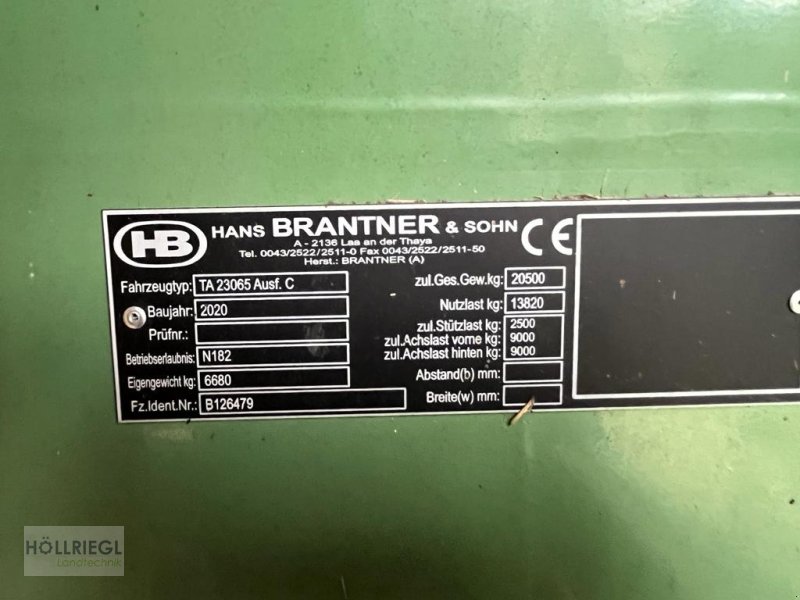 HB
HANS BRANTNER & SOHN CE
A - 2136 Laa an der Thaya
Tel. 0043/2522/2511-0 Fax 0043/2522/2511-50
Herst.: BRANTNER (A)
Fahrzeugtyp: TA 23065 Ausf. C
Baujahr: 2020
Prüfnr.:
Betriebserlaubnis: N182
Eigengewicht kg: 6680
Fz.Ident.Nr.: B126479
zul.Ges.Gew.kg: 20500
Nutzlast kg: 13820
zul.Stützlast kg: 2500
zul.Achslast vorne kg: 9000
zul.Achslast hinten kg: 9000
Abstand(b) mm:
Breite(w) mm:
HÖLLRIEGL
Landtechnik